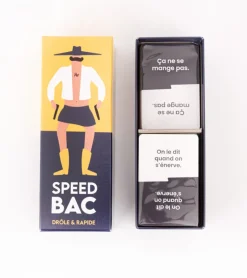 SPEED
BAC
DRÔLE & RAPIDE
Ça ne se
mange pas.
Ça ne se
mange pas.
On le dit
quand on
s'énerve.
On le dit
quand on
s'énerve.